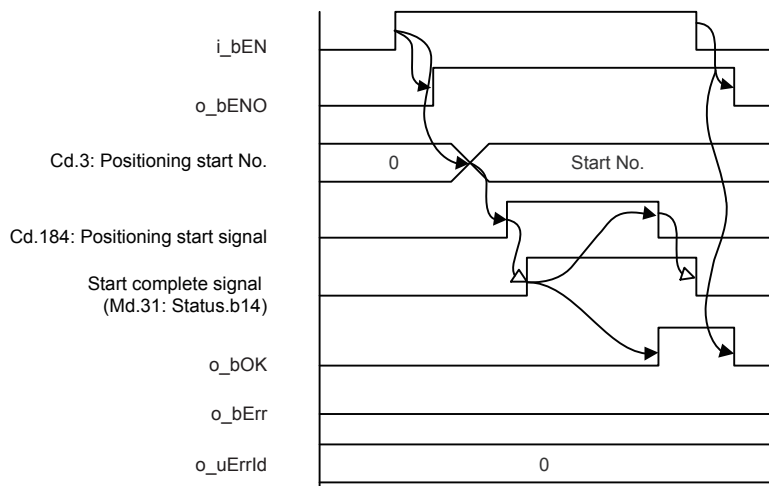 i_bEN
o_bENO
Cd.3: Positioning start No.
0
Start No.
Cd.184: Positioning start signal
Start complete signal
(Md.31: Status.b14)
o_bOK
o_bErr
o_uErrId
0